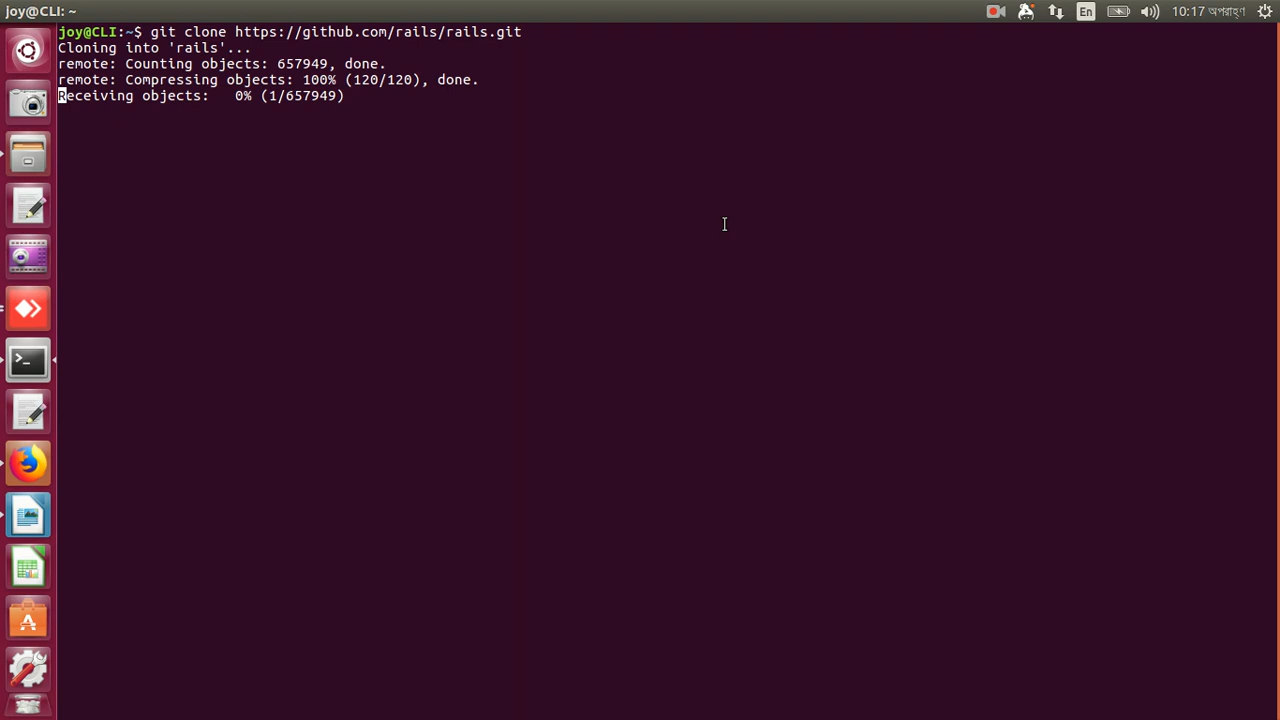 joy@CLI: ~
En
10:17 অপরাহ্ণ
joy@CLI:~$ git clone https://github.com/rails/rails.git
Cloning into 'rails'...
remote: Counting objects: 657949, done.
remote: Compressing objects: 100% (120/120), done.
Receiving objects:   0% (1/657949)